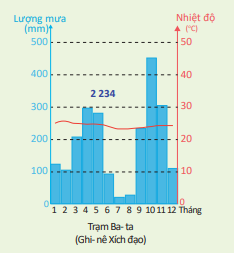 Lượng mưa Nhiệt độ
(mm) (°C)
500 50
400 40
2 234
300 30
200 20
100 10
0 0
1 2 3 4 5 6 7 8 9 10 11 12 Tháng
Trạm Ba- ta
(Ghi- nê Xích đạo)